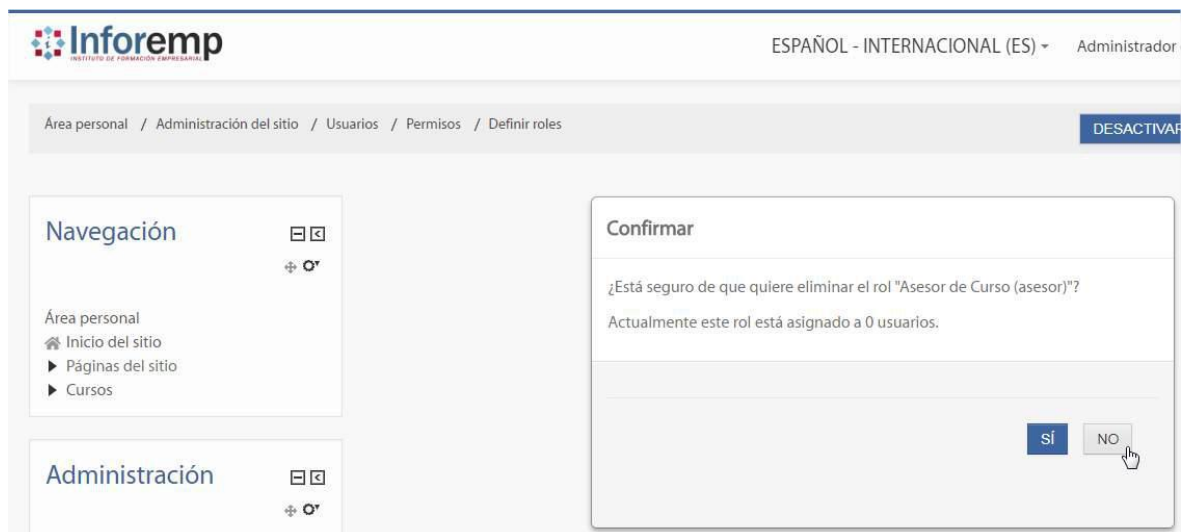 Inforemp
INSTITUTO DE FORMACIÓN EMPRESARIAL
ESPAÑOL - INTERNACIONAL (ES)
Administrador
Área personal / Administración del sitio / Usuarios / Permisos / Definir roles
DESACTIVAR
Navegación
Área personal
Inicio del sitio
Páginas del sitio
Cursos
Administración
Confirmar
¿Está seguro de que quiere eliminar el rol "Asesor de Curso (asesor)"?
Actualmente este rol está asignado a 0 usuarios.
SÍ
NO